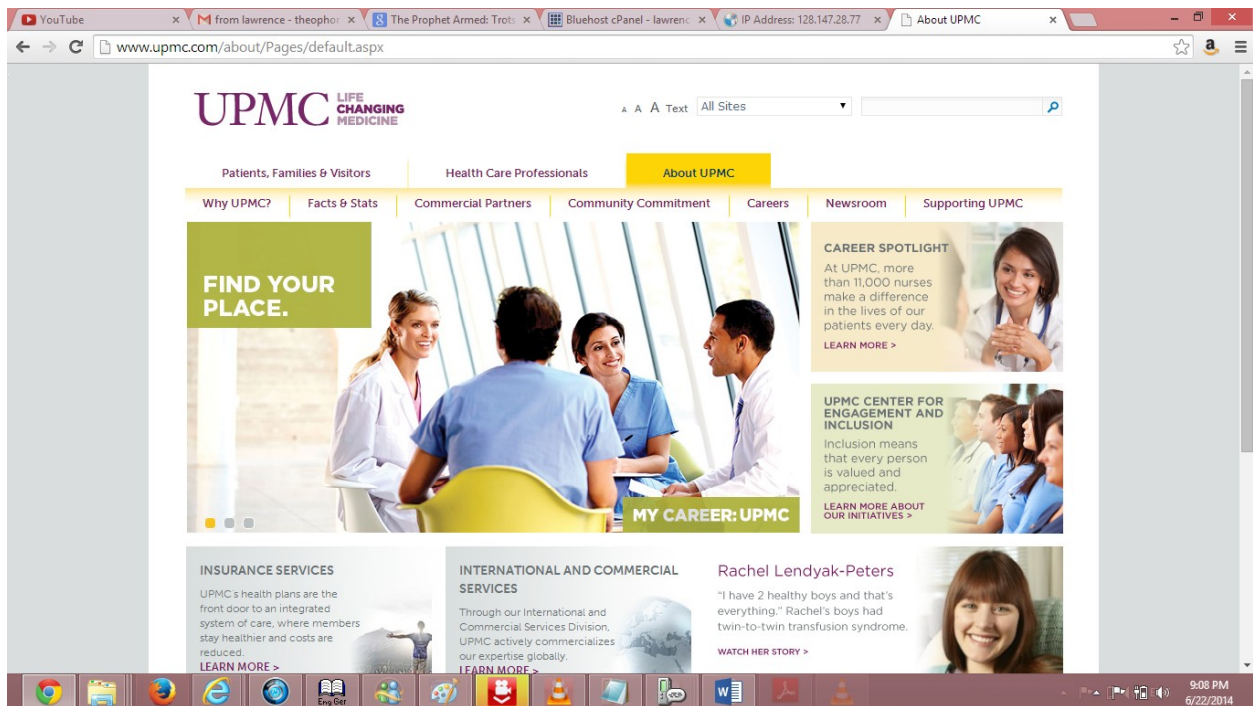 YouTube
from lawrence - theophor
The Prophet Armed: Trots
Bluehost cPanel - lawrenc
IP Address: 128.147.28.77
About UPMC
www.upmc.com/about/Pages/default.aspx
UPMC LIFE CHANGING MEDICINE
A A A Text All Sites
Patients, Families & Visitors
Health Care Professionals
About UPMC
Why UPMC?
Facts & Stats
Commercial Partners
Community Commitment
Careers
Newsroom
Supporting UPMC
FIND YOUR
PLACE.
MY CAREER: UPMC
CAREER SPOTLIGHT
At UPMC, more
than 11,000 nurses
make a difference
in the lives of our
patients every day.
LEARN MORE >
UPMC CENTER FOR
ENGAGEMENT AND
INCLUSION
Inclusion means
that every person
is valued and
appreciated.
LEARN MORE ABOUT
OUR INITIATIVES >
INSURANCE SERVICES
UPMC's health plans are the
front door to an integrated
system of care, where members
stay healthier and costs are
reduced.
LEARN MORE >
INTERNATIONAL AND COMMERCIAL
SERVICES
Through our International and
Commercial Services Division,
UPMC actively commercializes
our expertise globally.
LEARN MORE >
Rachel Lendyak-Peters
"I have 2 healthy boys and that's
everything." Rachel's boys had
twin-to-twin transfusion syndrome.
WATCH HER STORY >
Eng Ger
9:08 PM
6/22/2014